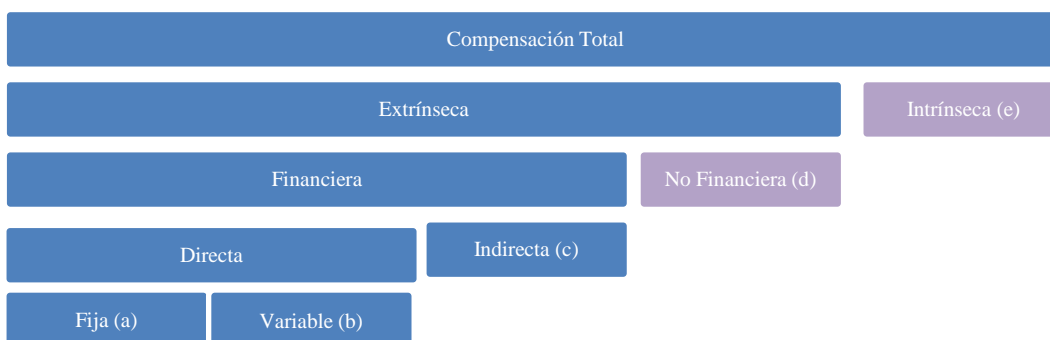 Compensación Total
Extrínseca
Intrínseca (e)
Financiera
No Financiera (d)
Directa
Indirecta (c)
Fija (a)
Variable (b)